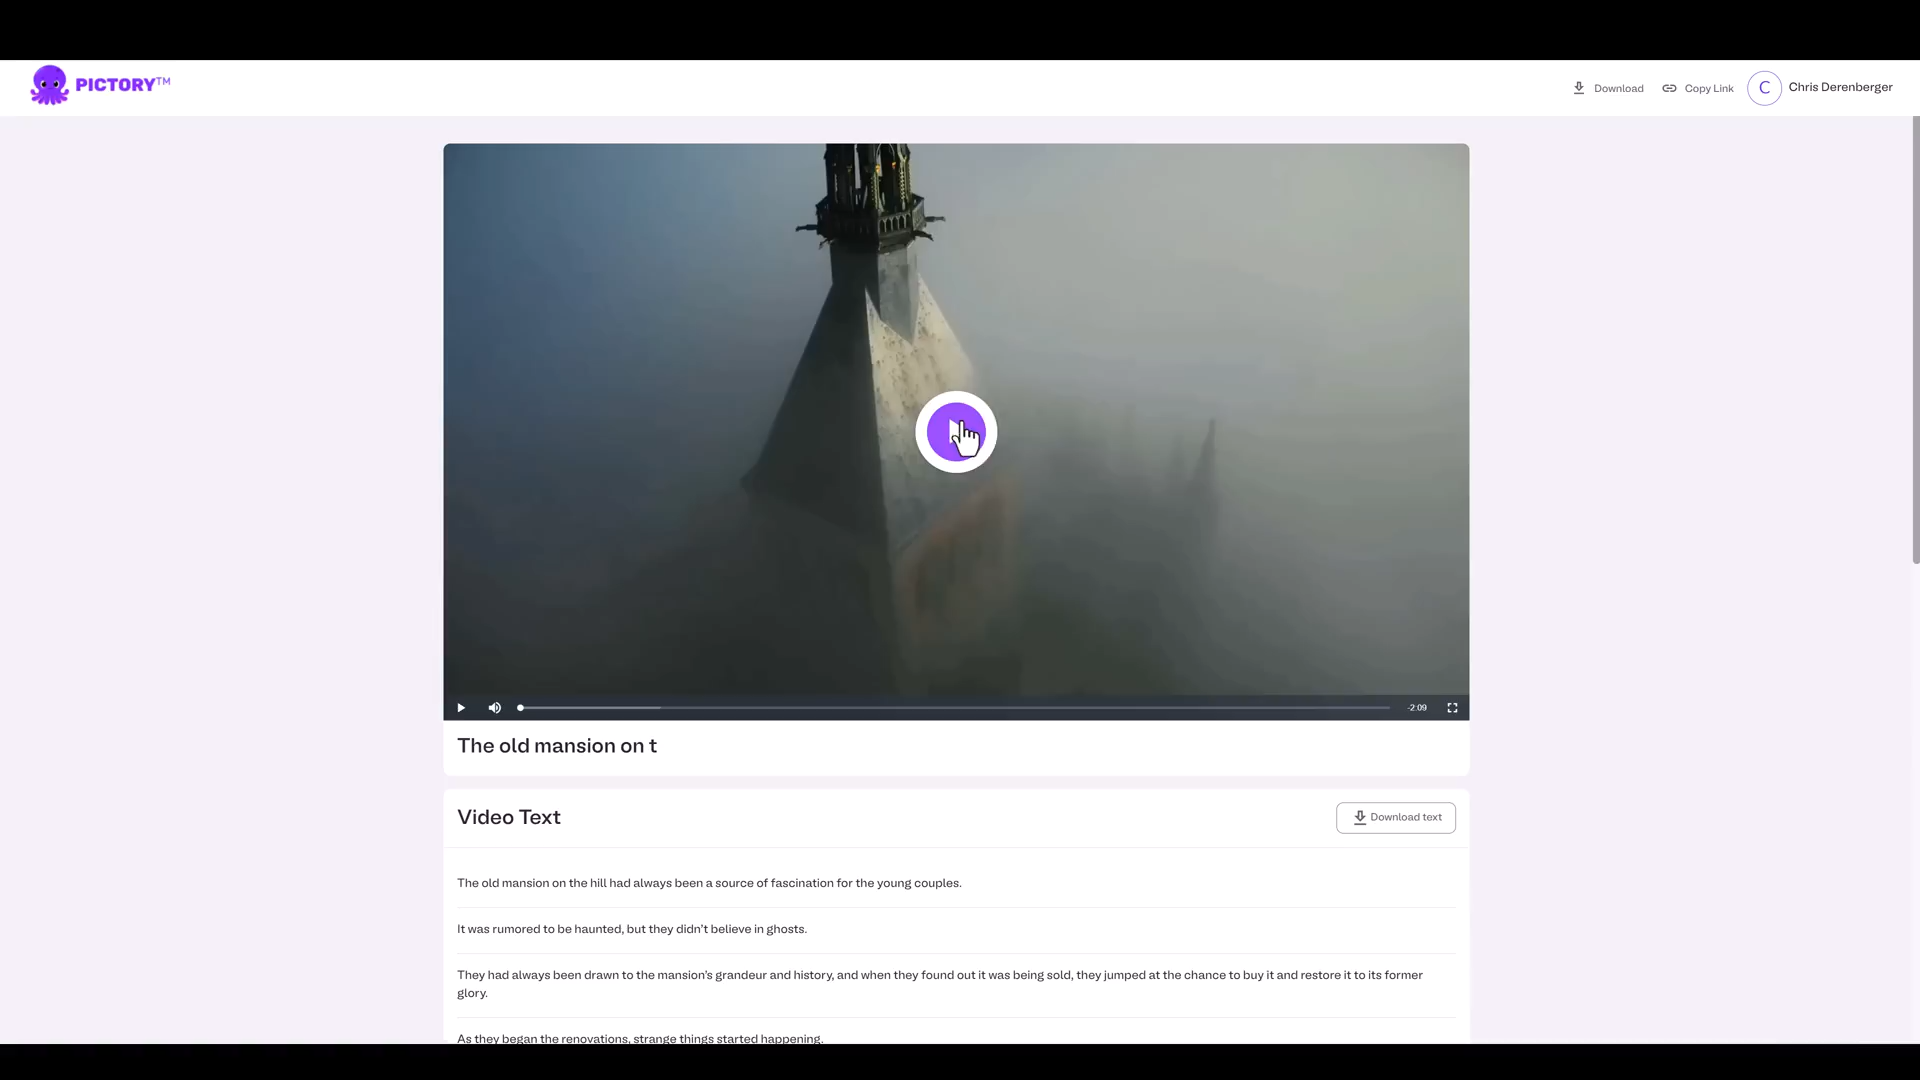 PICTORY™
Download
Copy Link
C
Chris Derenberger
-2:09
The old mansion on t
Video Text
Download text
The old mansion on the hill had always been a source of fascination for the young couples.
It was rumored to be haunted, but they didn't believe in ghosts.
They had always been drawn to the mansion's grandeur and history, and when they found out it was being sold, they jumped at the chance to buy it and restore it to its former
glory.
As they began the renovations, strange things started happening.